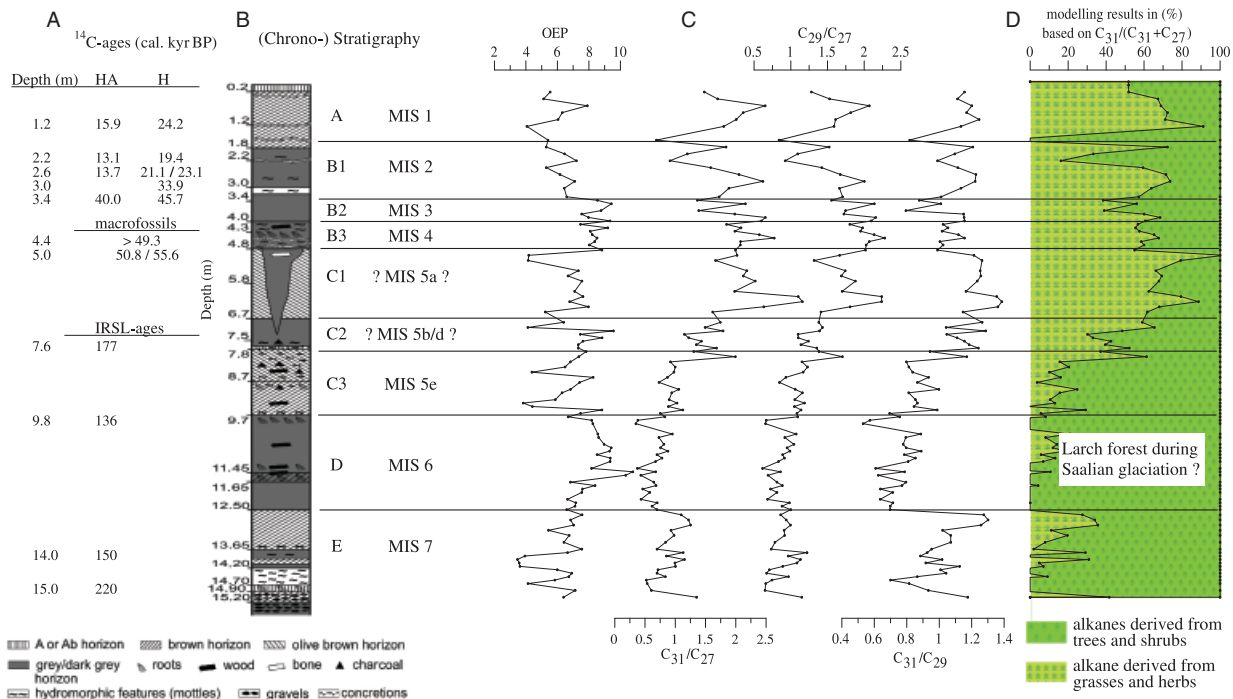 A
B
C
D
14C-ages (cal. kyr BP)
(Chrono-) Stratigraphy
OEP
C29/C27
modelling results in (%)
based on C31/(C31+C27)
2 4 6 8 10
0.5 1 1.5 2 2.5
0 20 40 60 80 100
Depth (m) HA H
1.2 15.9 24.2
2.2 13.1 19.4
2.6 13.7 21.1 / 23.1
3.0 33.9
3.4 40.0 45.7
macrofossils
4.4 > 49.3
5.0 50.8 / 55.6
IRSL-ages
7.6 177
9.8 136
14.0 150
15.0 220
Depth (m)
0.2
1.2
1.8
2.2
3.0
3.4
4.0
4.3
4.8
5.8
6.7
7.5
7.8
8.7
9.7
11.45
11.65
12.50
13.65
14.20
14.70
14.90
15.20
A MIS 1
B1 MIS 2
B2 MIS 3
B3 MIS 4
C1 ? MIS 5a ?
C2 ? MIS 5b/d ?
C3 MIS 5e
D MIS 6
E MIS 7
Larch forest during
Saalian glaciation ?
0 0.5 1 1.5 2 2.5
C31/C27
0.4 0.6 0.8 1 1.2 1.4
C31/C29
A or Ab horizon brown horizon olive brown horizon
grey/dark grey
horizon
roots wood bone charcoal
hydromorphic features (mottles) gravels concretions
alkanes derived from
trees and shrubs
alkane derived from
grasses and herbs